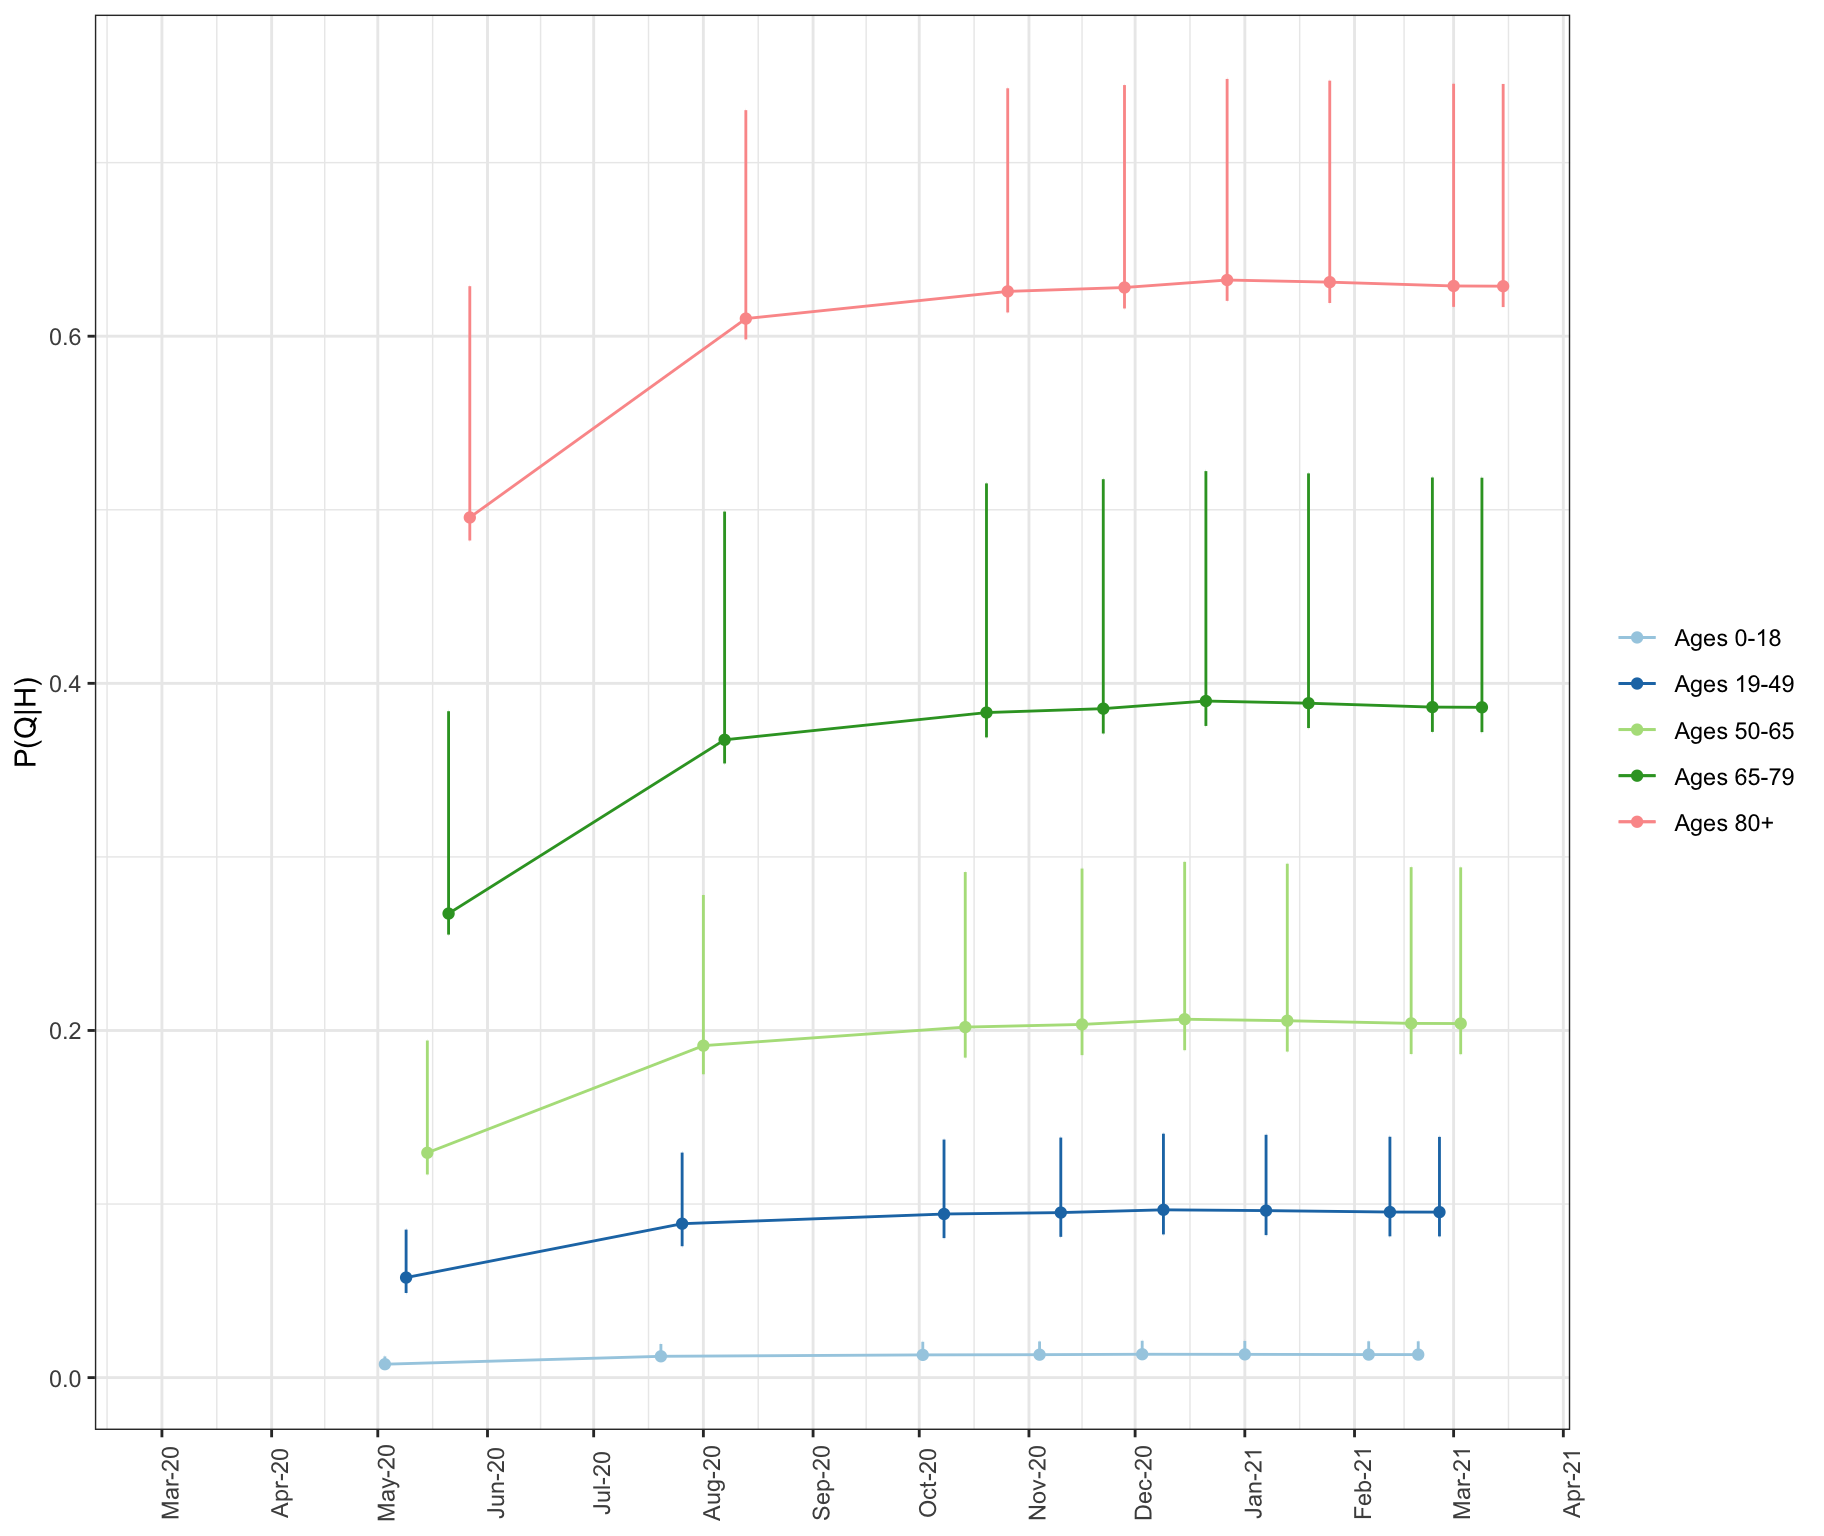 P(Q|H)
0.6
0.4
0.2
0.0
Mar-20
Apr-20
May-20
Jun-20
Jul-20
Aug-20
Sep-20
Oct-20
Nov-20
Dec-20
Jan-21
Feb-21
Mar-21
Apr-21
Ages 0-18
Ages 19-49
Ages 50-65
Ages 65-79
Ages 80+